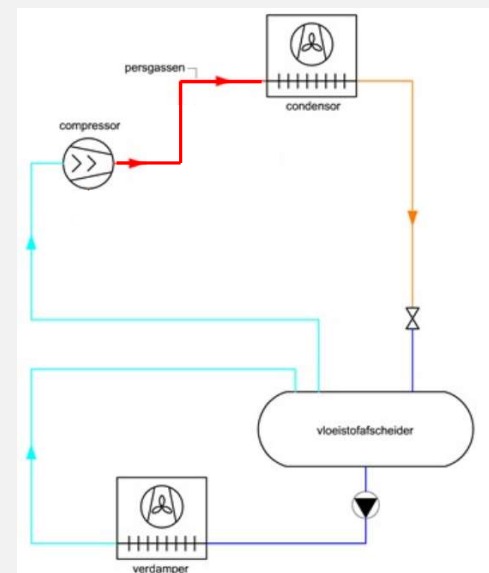 persgassen
condensor
compressor
vloeistofafscheider
verdamper